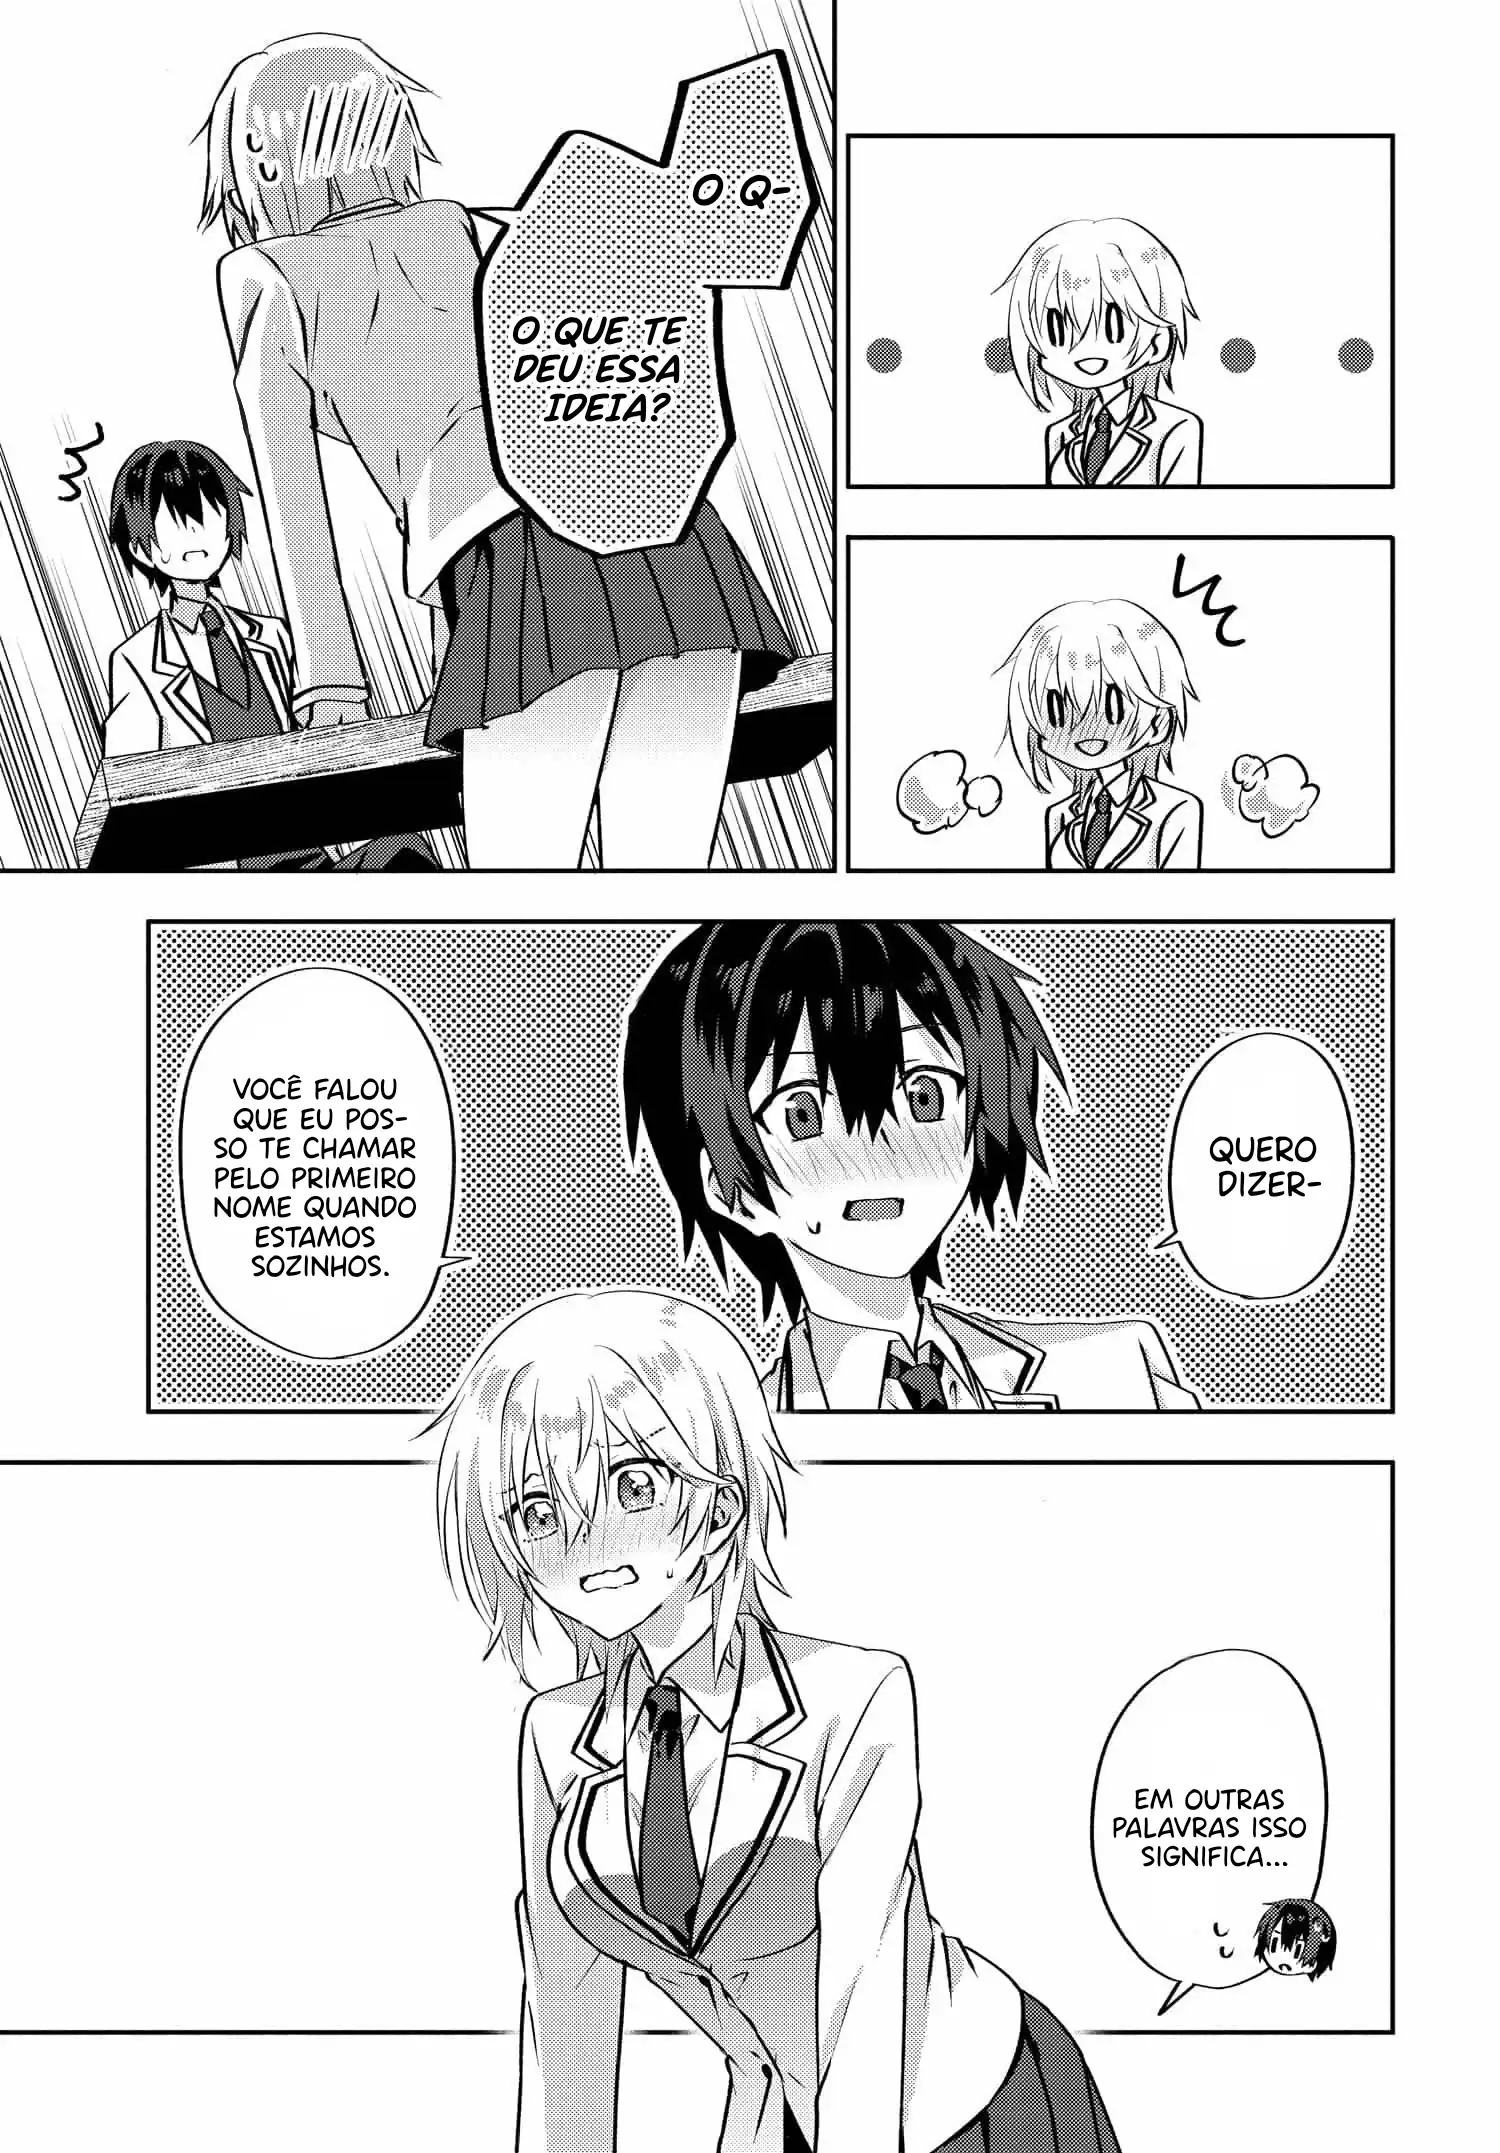 O Q-
O QUE TE
DEU ESSA
IDEIA?
QUERO
DIZER-
VOCÊ FALOU
QUE EU POS-
SO TE CHAMAR
PELO PRIMEIRO
NOME QUANDO
ESTAMOS
SOZINHOS.
EM OUTRAS
PALAVRAS ISSO
SIGNIFICA...